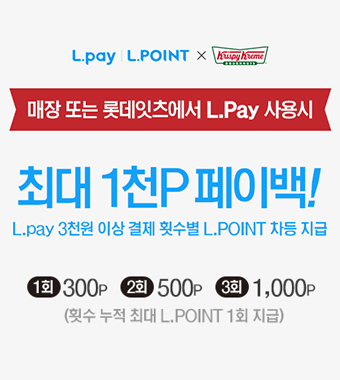 L.pay | L.POINT × Krispy Kreme DOUGHNUTS
매장 또는 롯데잇츠에서 L.Pay 사용시
최대 1천P 페이백!
L.pay 3천원 이상 결제 횟수별 L.POINT 차등 지급
1회 300P 2회 500P 3회 1,000P
(횟수 누적 최대 L.POINT 1회 지급)